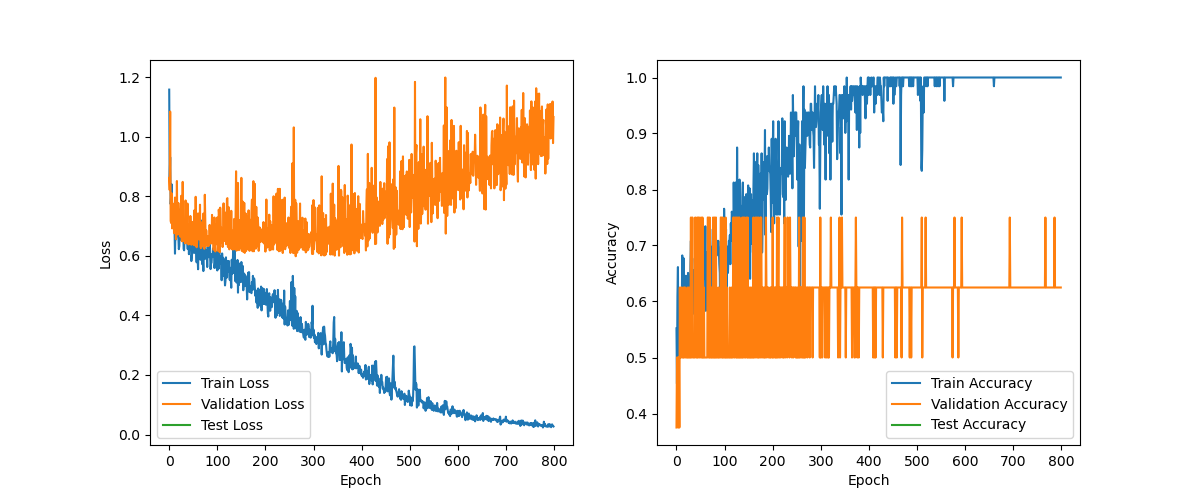 1.2
1.0
0.8
0.6
0.4
0.2
0.0
Loss
Train Loss
Validation Loss
Test Loss
0 100 200 300 400 500 600 700 800
Epoch
1.0
0.9
0.8
0.7
0.6
0.5
0.4
Accuracy
Train Accuracy
Validation Accuracy
Test Accuracy
0 100 200 300 400 500 600 700 800
Epoch